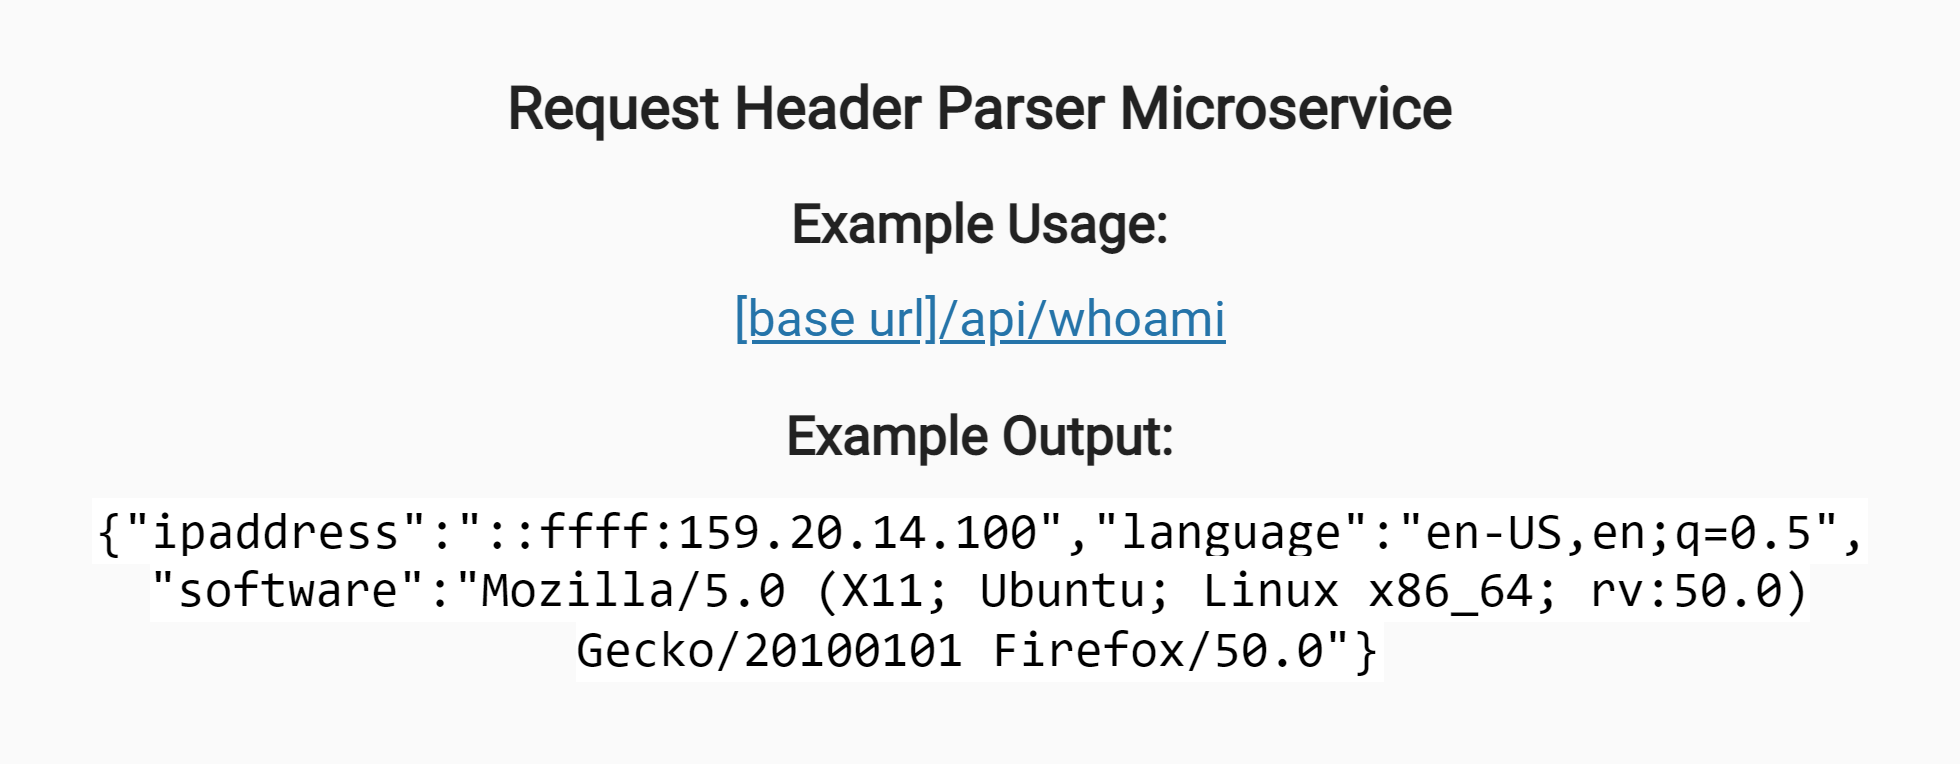 Request Header Parser Microservice
Example Usage:
[base url]/api/whoami
Example Output:
{"ipaddress":"::ffff:159.20.14.100","language":"en-US,en;q=0.5",
"software":"Mozilla/5.0 (X11; Ubuntu; Linux x86_64; rv:50.0)
Gecko/20100101 Firefox/50.0"}